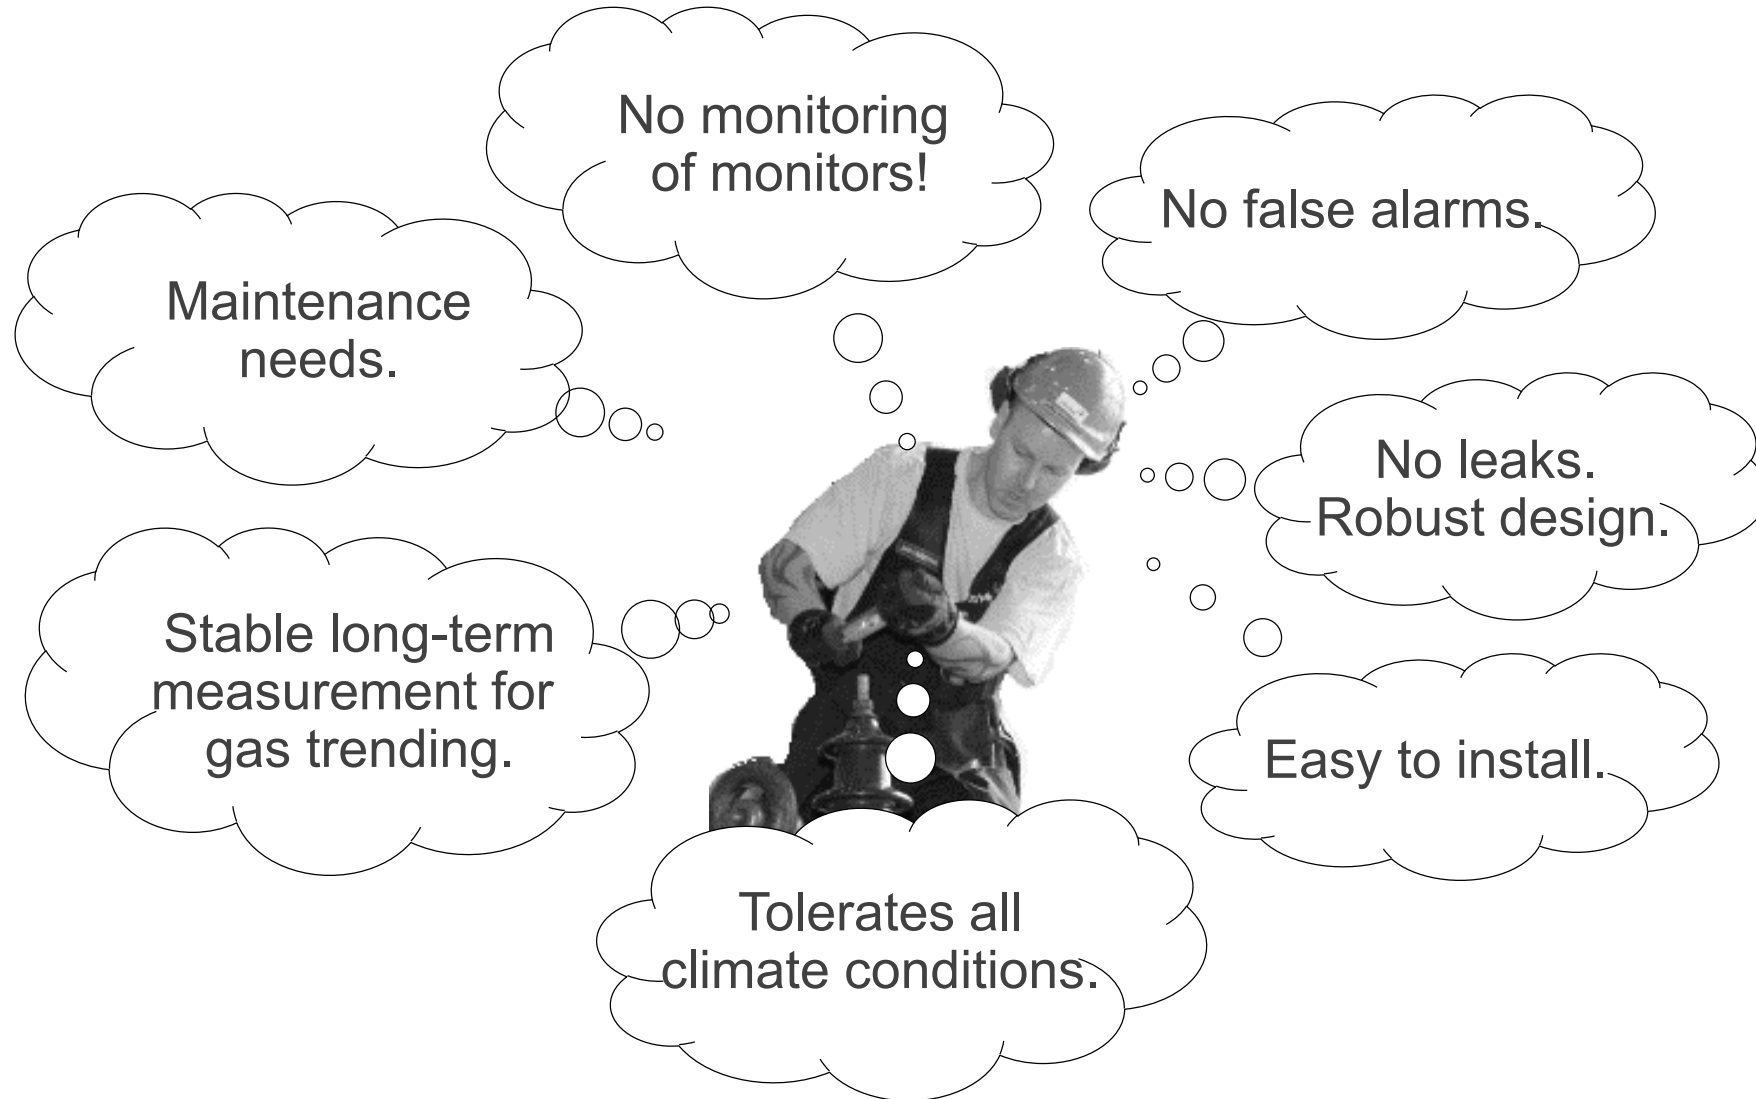 No monitoring
of monitors!
No false alarms.
Maintenance
needs.
No leaks.
Robust design.
Stable long-term
measurement for
gas trending.
Easy to install.
Tolerates all
climate conditions.